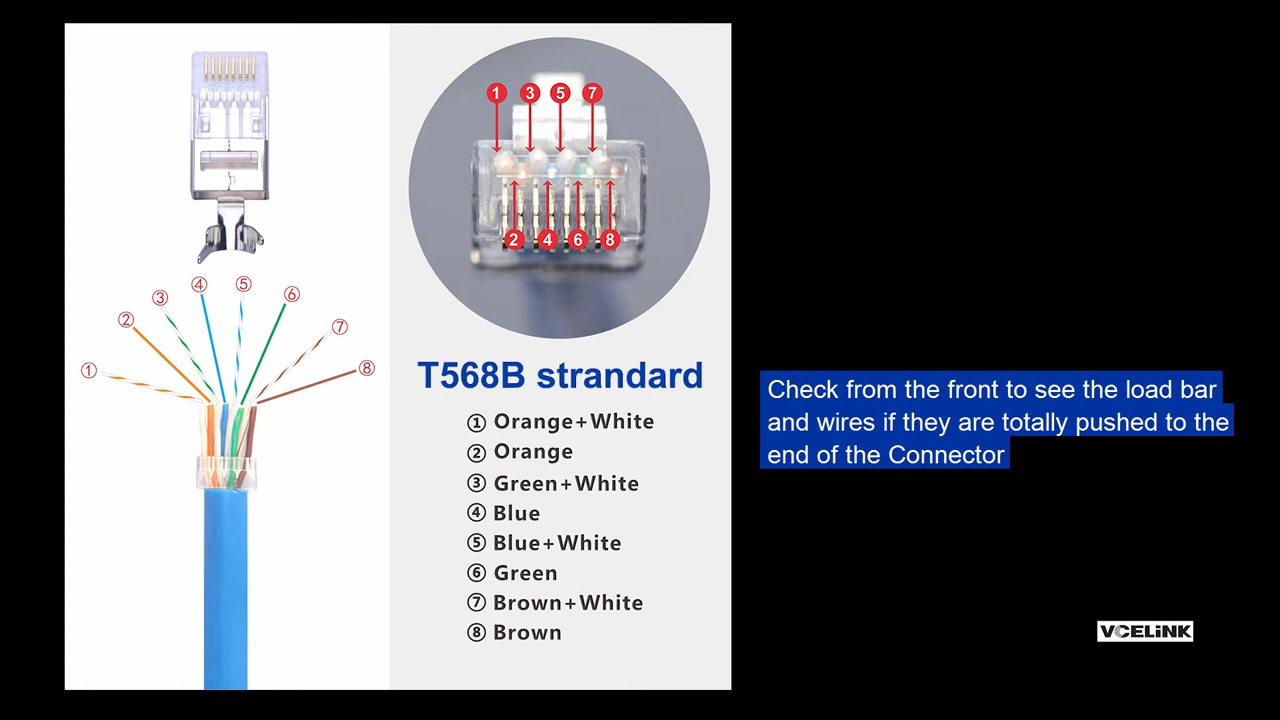 ① ② ③ ④ ⑤ ⑥ ⑦ ⑧
1 3 5 7
2 4 6 8
T568B strandard
① Orange+White
② Orange
③ Green+White
④ Blue
⑤ Blue+White
⑥ Green
⑦ Brown+White
⑧ Brown
Check from the front to see the load bar
and wires if they are totally pushed to the
end of the Connector
VCELINK